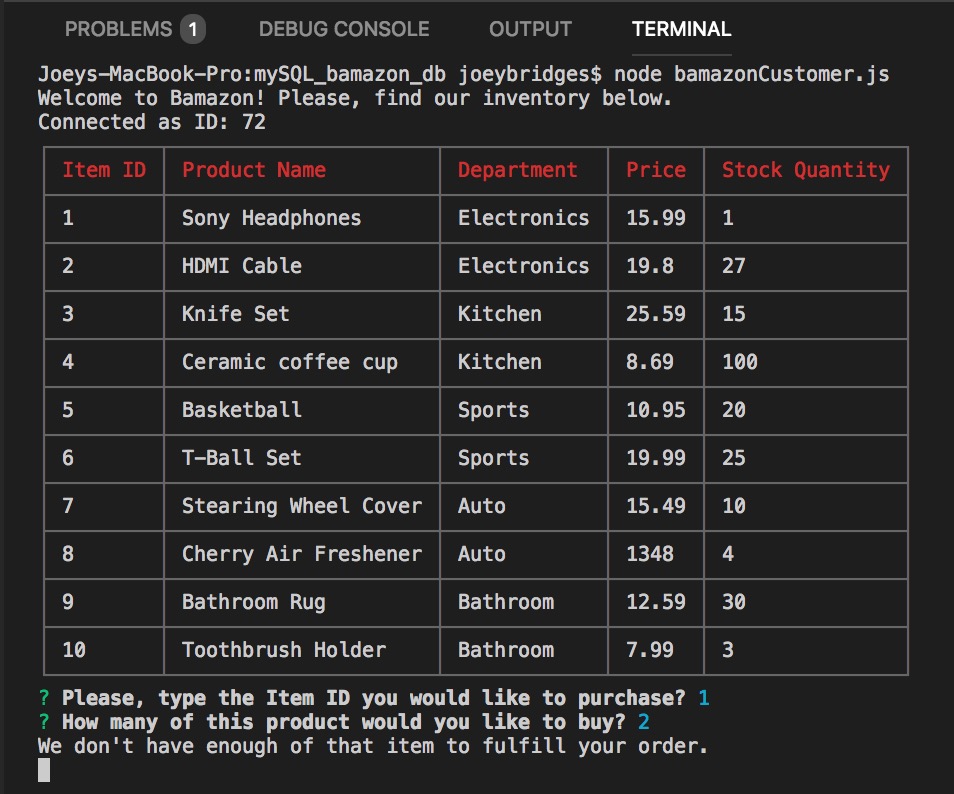 PROBLEMS 1 DEBUG CONSOLE OUTPUT TERMINAL
Joeys-MacBook-Pro:mySQL_bamazon_db joeybridges$ node bamazonCustomer.js
Welcome to Bamazon! Please, find our inventory below.
Connected as ID: 72
Item ID Product Name Department Price Stock Quantity
1 Sony Headphones Electronics 15.99 1
2 HDMI Cable Electronics 19.8 27
3 Knife Set Kitchen 25.59 15
4 Ceramic coffee cup Kitchen 8.69 100
5 Basketball Sports 10.95 20
6 T-Ball Set Sports 19.99 25
7 Stearing Wheel Cover Auto 15.49 10
8 Cherry Air Freshener Auto 1348 4
9 Bathroom Rug Bathroom 12.59 30
10 Toothbrush Holder Bathroom 7.99 3
? Please, type the Item ID you would like to purchase? 1
? How many of this product would you like to buy? 2
We don't have enough of that item to fulfill your order.